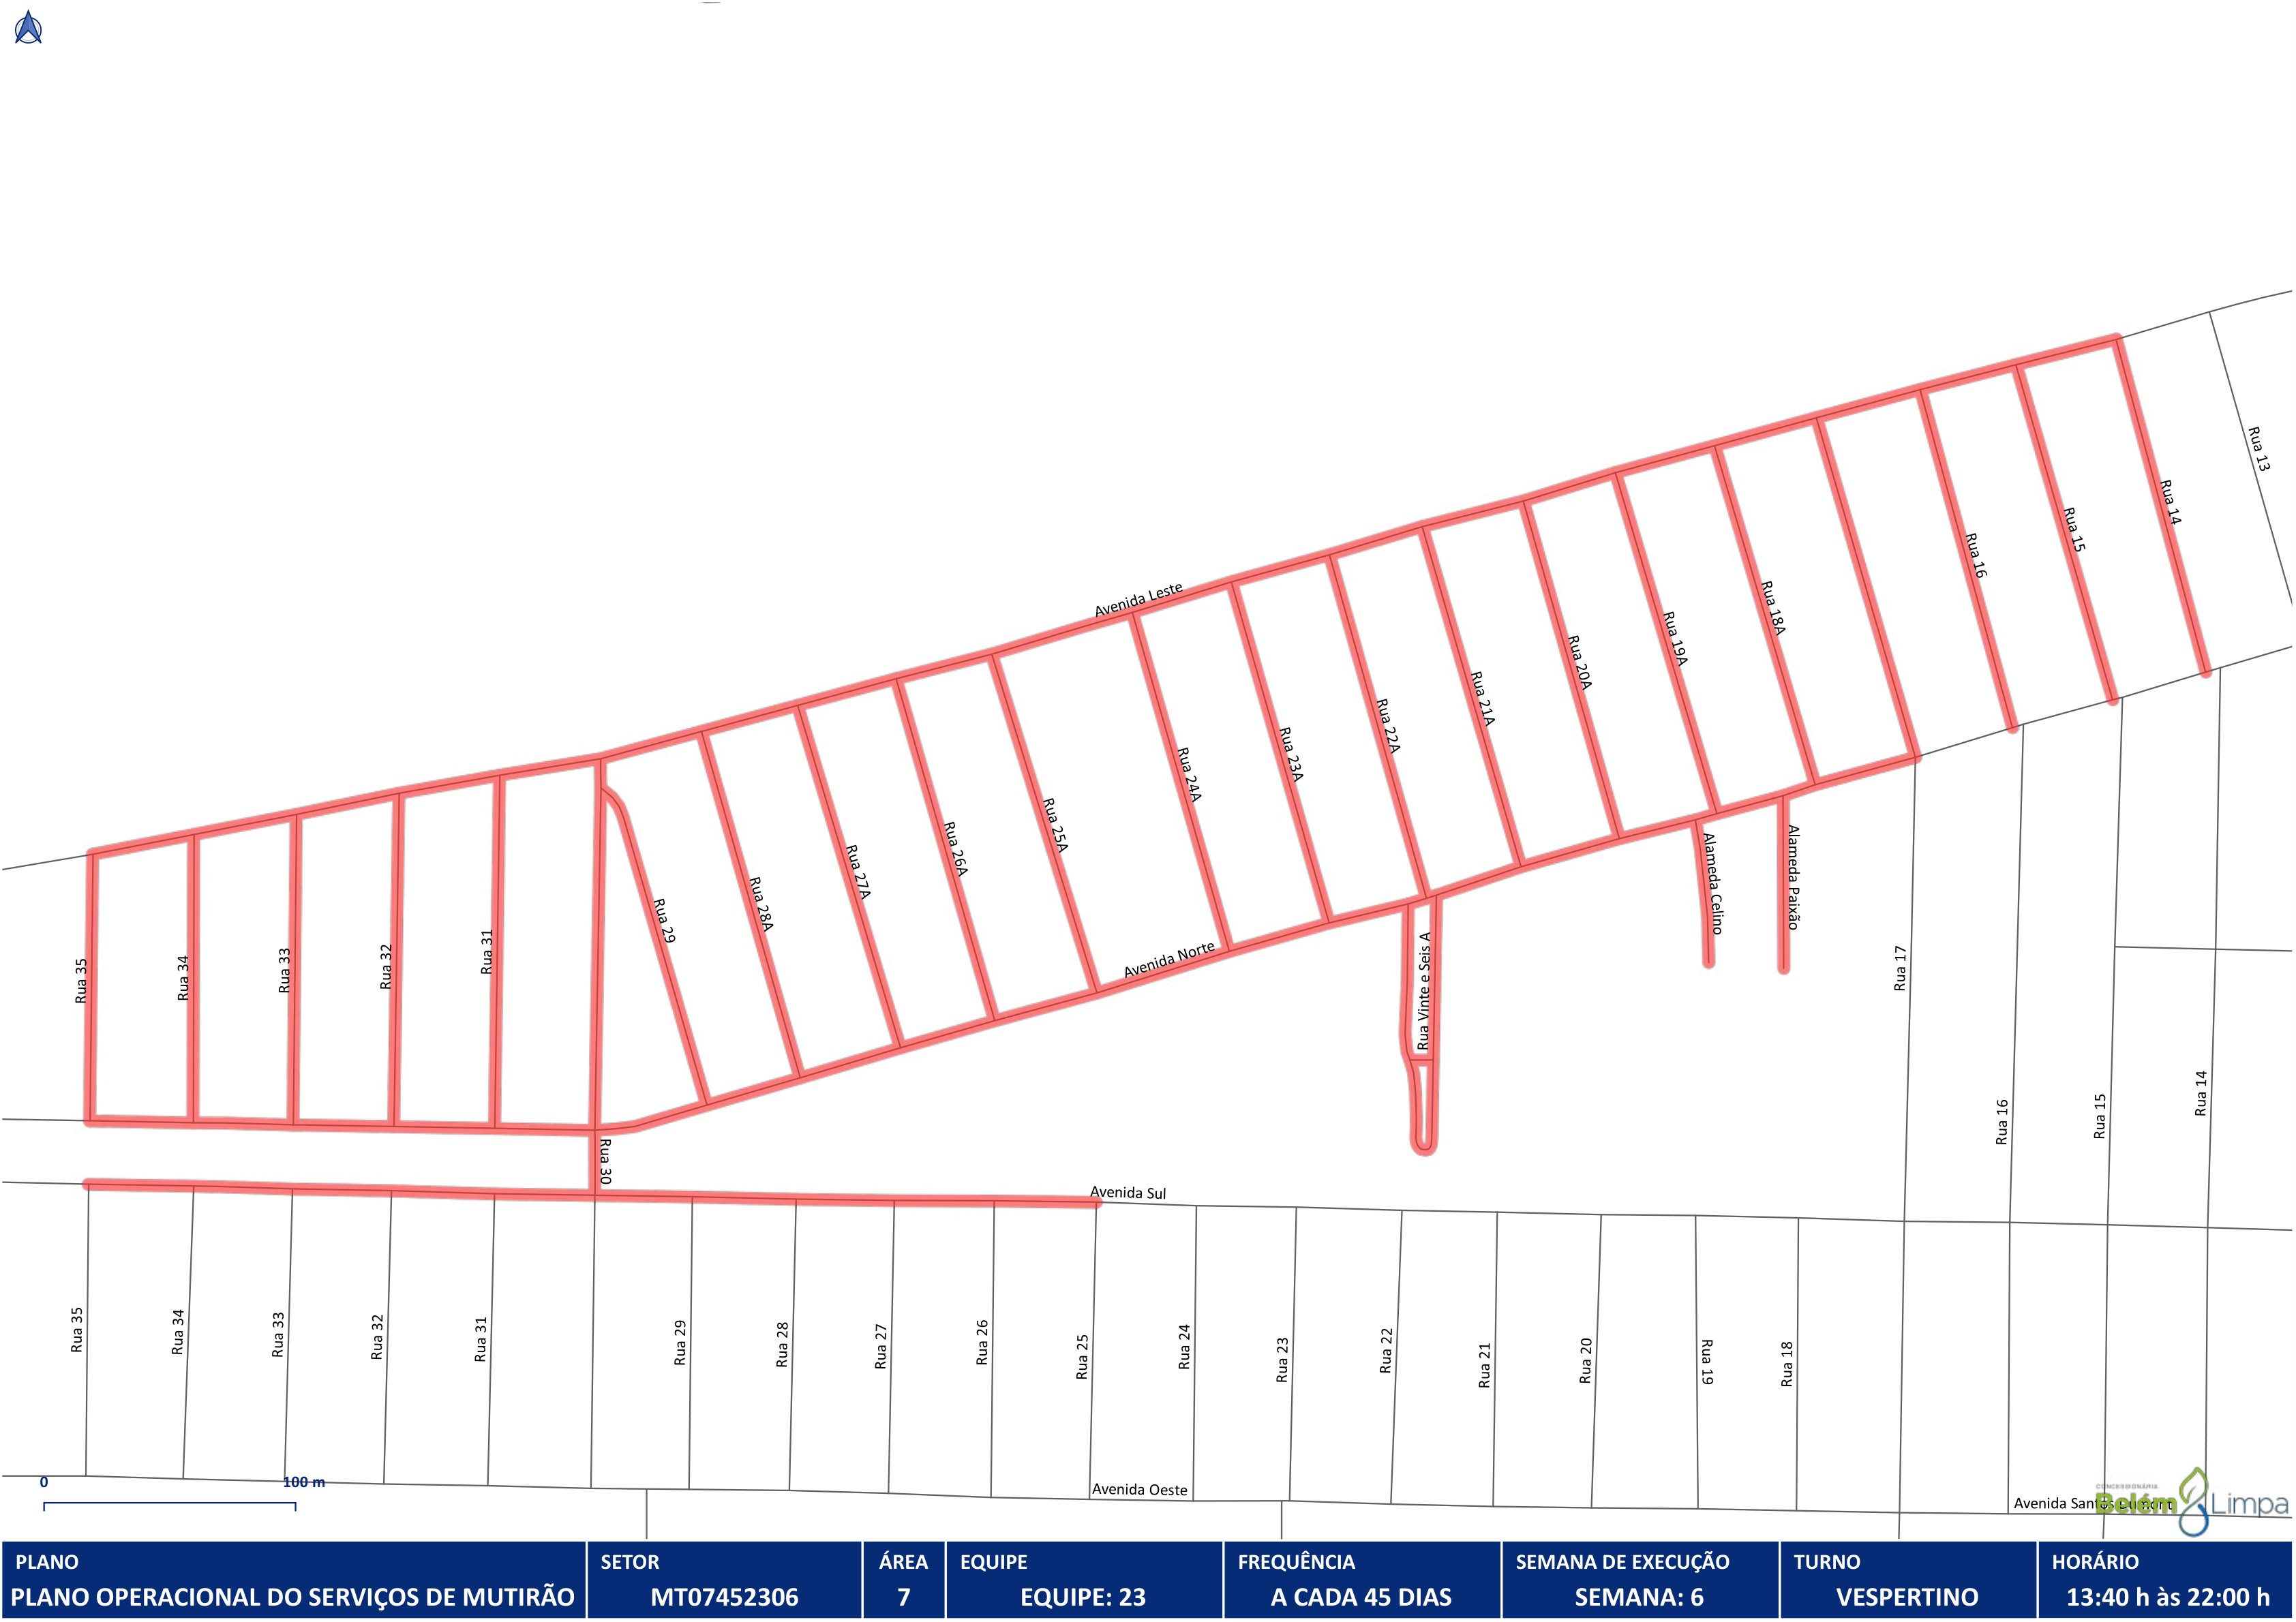 Rua 13
Rua 14
Rua 15
Rua 16
Avenida Leste
Rua 18A
Rua 19A
Rua 20A
Rua 21A
Rua 22A
Rua 23A
Rua 24A
Rua 25A
Rua 26A
Rua 27A
Rua 28A
Rua 29
Rua 31
Rua 32
Rua 33
Rua 34
Rua 35
Avenida Norte
Alameda Celino
Alameda Paixão
Rua Vinte e Seis A
Rua 17
Rua 16
Rua 15
Rua 14
Rua 30
Avenida Sul
Rua 35
Rua 34
Rua 33
Rua 32
Rua 31
Rua 29
Rua 28
Rua 27
Rua 26
Rua 25
Rua 24
Rua 23
Rua 22
Rua 21
Rua 20
Rua 19
Rua 18
0 100 m
Avenida Oeste
Avenida Santos Dumont
CONCESSIONÁRIA
Belém Limpa
PLANO
PLANO OPERACIONAL DO SERVIÇOS DE MUTIRÃO
SETOR
MT07452306
ÁREA
7
EQUIPE
EQUIPE: 23
FREQUÊNCIA
A CADA 45 DIAS
SEMANA DE EXECUÇÃO
SEMANA: 6
TURNO
VESPERTINO
HORÁRIO
13:40 h às 22:00 h